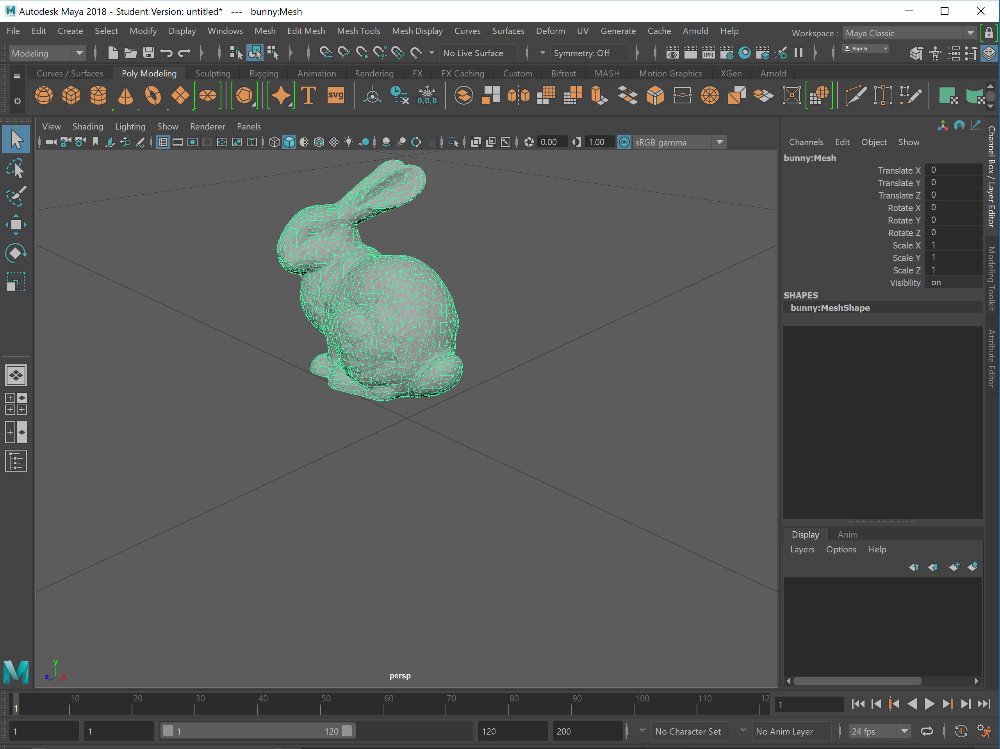 Autodesk Maya 2018 - Student Version: untitled* --- bunny:Mesh
File Edit Create Select Modify Display Windows Mesh Edit Mesh Mesh Tools Mesh Display Curves Surfaces Deform UV Generate Cache Arnold Help Workspace : Maya Classic
Modeling No Live Surface Symmetry: Off IPR Sign In
Curves / Surfaces Poly Modeling Sculpting Rigging Animation Rendering FX FX Caching Custom Bifrost MASH Motion Graphics XGen Arnold
T svg 0,0,0
View Shading Lighting Show Renderer Panels
0.00 1.00 ON sRGB gamma
Channels Edit Object Show
bunny:Mesh
Translate X 0
Translate Y 0
Translate Z 0
Rotate X 0
Rotate Y 0
Rotate Z 0
Scale X 1
Scale Y 1
Scale Z 1
Visibility on
SHAPES
bunny:MeshShape
Channel Box / Layer Editor
Modeling Toolkit
Attribute Editor
Display Anim
Layers Options Help
y
z x
persp
1 10 20 30 40 50 60 70 80 90 100 110 12 1
1 1 1 120 120 200 No Character Set No Anim Layer 24 fps